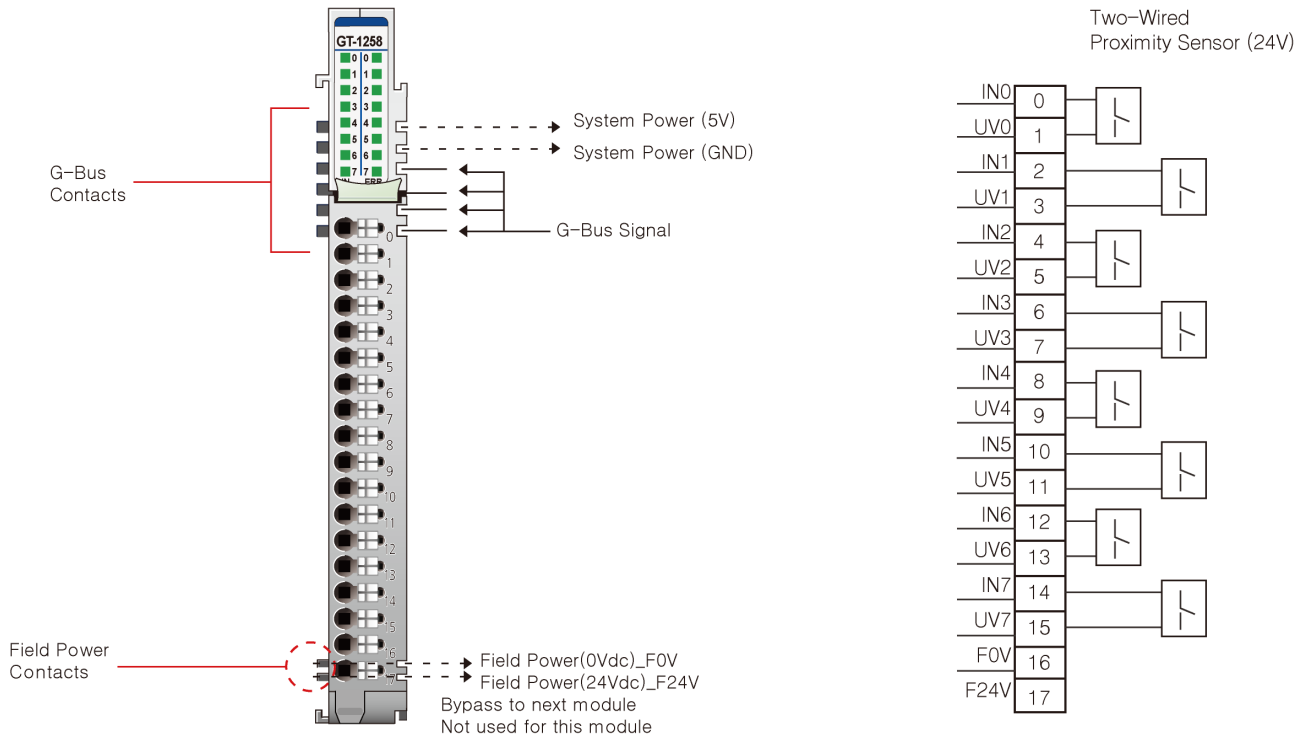 GT-1258
0 0
1 1
2 2
3 3
4 4
5 5
6 6
7 7
G-Bus
Contacts
System Power (5V)
System Power (GND)
G-Bus Signal
0
1
2
3
4
5
6
7
8
9
10
11
12
13
14
15
16
17
Field Power
Contacts
Field Power(0Vdc)_F0V
Field Power(24Vdc)_F24V
Bypass to next module
Not used for this module
Two-Wired
Proximity Sensor (24V)
IN0 0
UV0 1
IN1 2
UV1 3
IN2 4
UV2 5
IN3 6
UV3 7
IN4 8
UV4 9
IN5 10
UV5 11
IN6 12
UV6 13
IN7 14
UV7 15
F0V 16
F24V 17